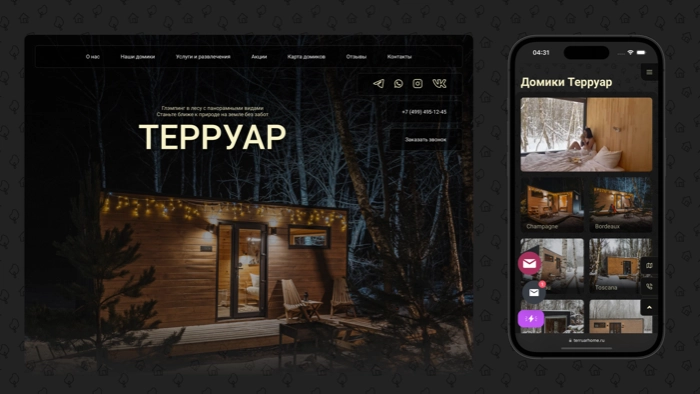 О нас
Наши домики
Услуги и развлечения
Акции
Карта домиков
Отзывы
Контакты
+7 (499) 495-12-45
Заказать звонок
Глэмпинг в лесу с панорамными видами
Станьте ближе к природе на земле без забот
ТЕРРУАР
04:31
Домики Терруар
Champagne
Bordeaux
Toscana
terruarhome.ru